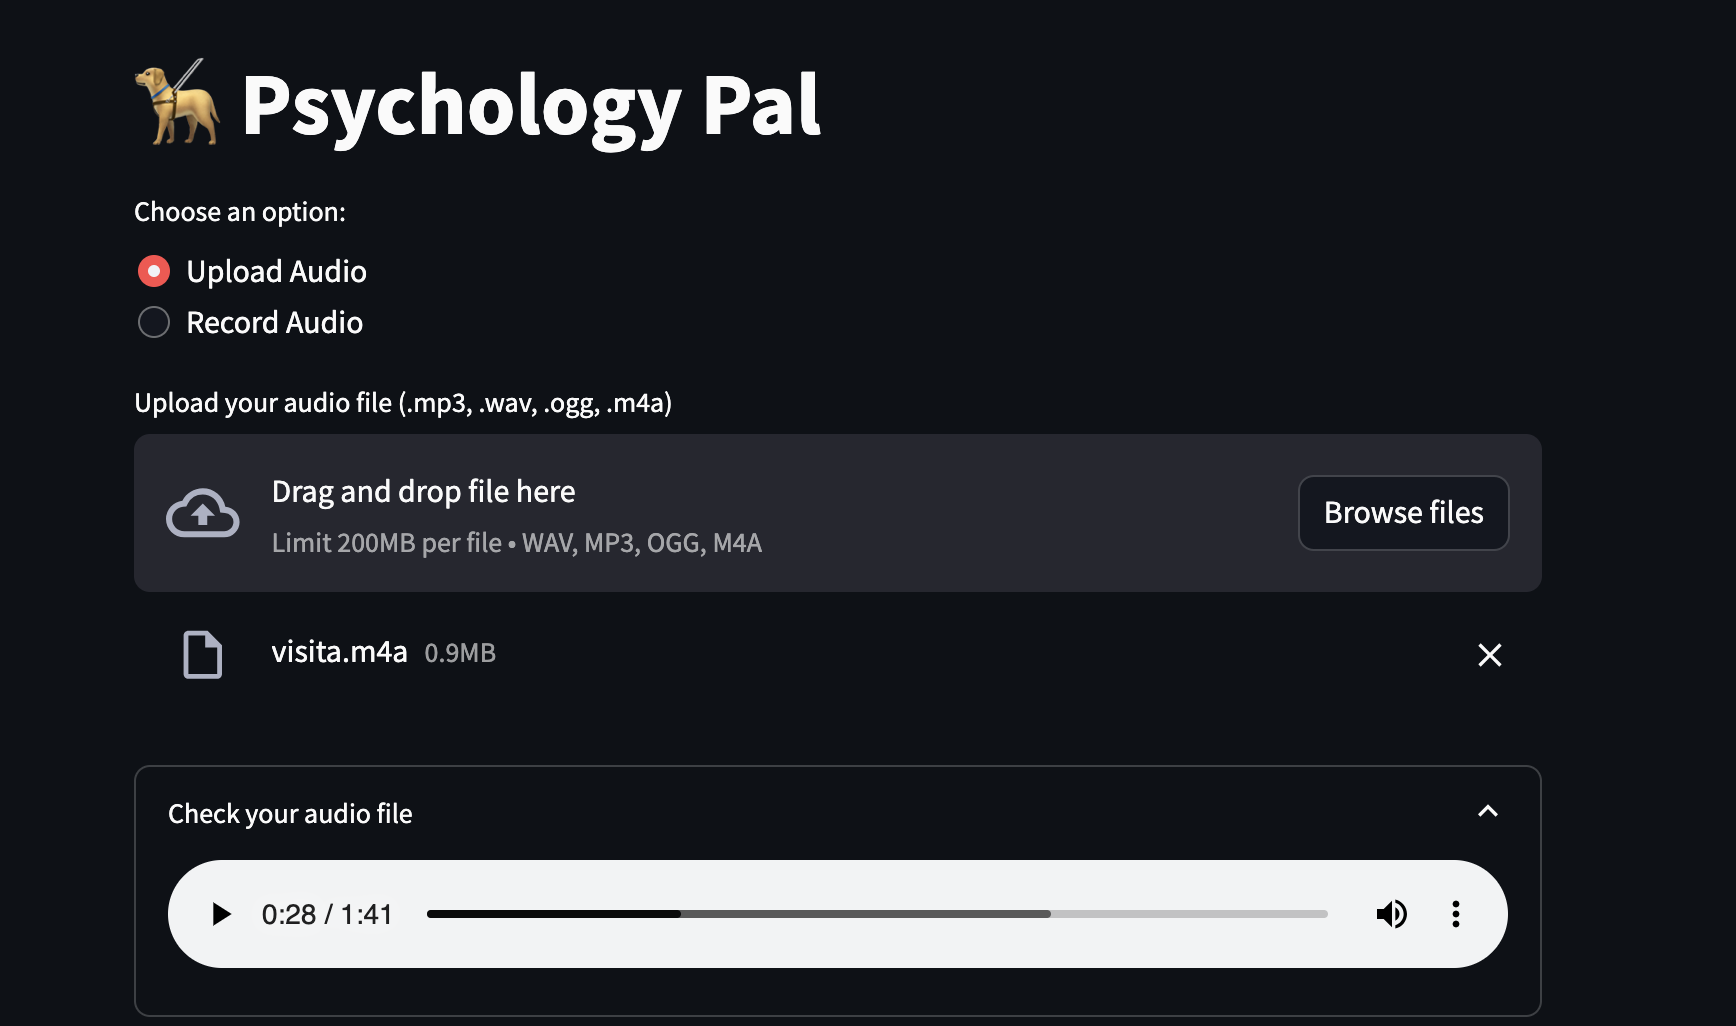 Psychology Pal
Choose an option:
Upload Audio
Record Audio
Upload your audio file (.mp3, .wav, .ogg, .m4a)
Drag and drop file here
Limit 200MB per file • WAV, MP3, OGG, M4A
Browse files
visita.m4a 0.9MB
Check your audio file
0:28 / 1:41